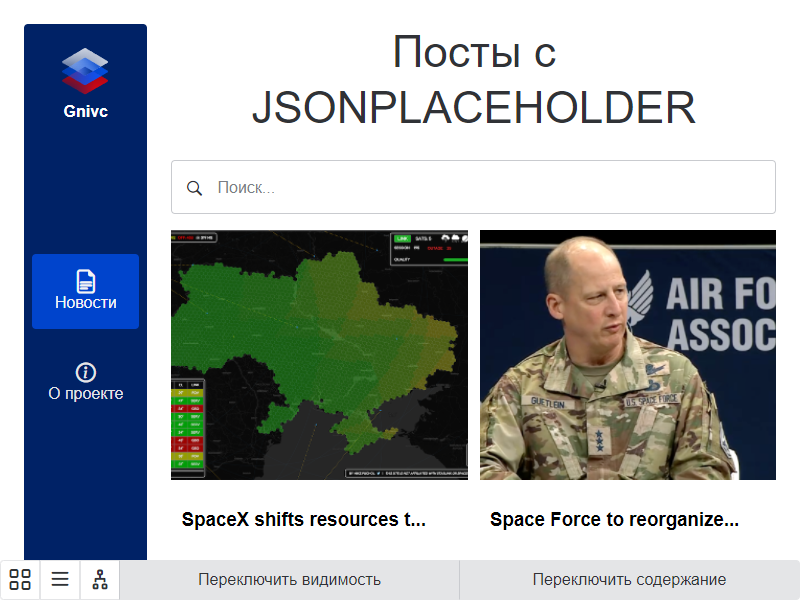 Gnivc
Новости
О проекте
Посты с
JSONPLACEHOLDER
Поиск...
QUALITY
AIR FO
ASSOC
GUETLEIN
U.S. SPACE FORCE
SpaceX shifts resources t...
Space Force to reorganize...
Переключить видимость
Переключить содержание